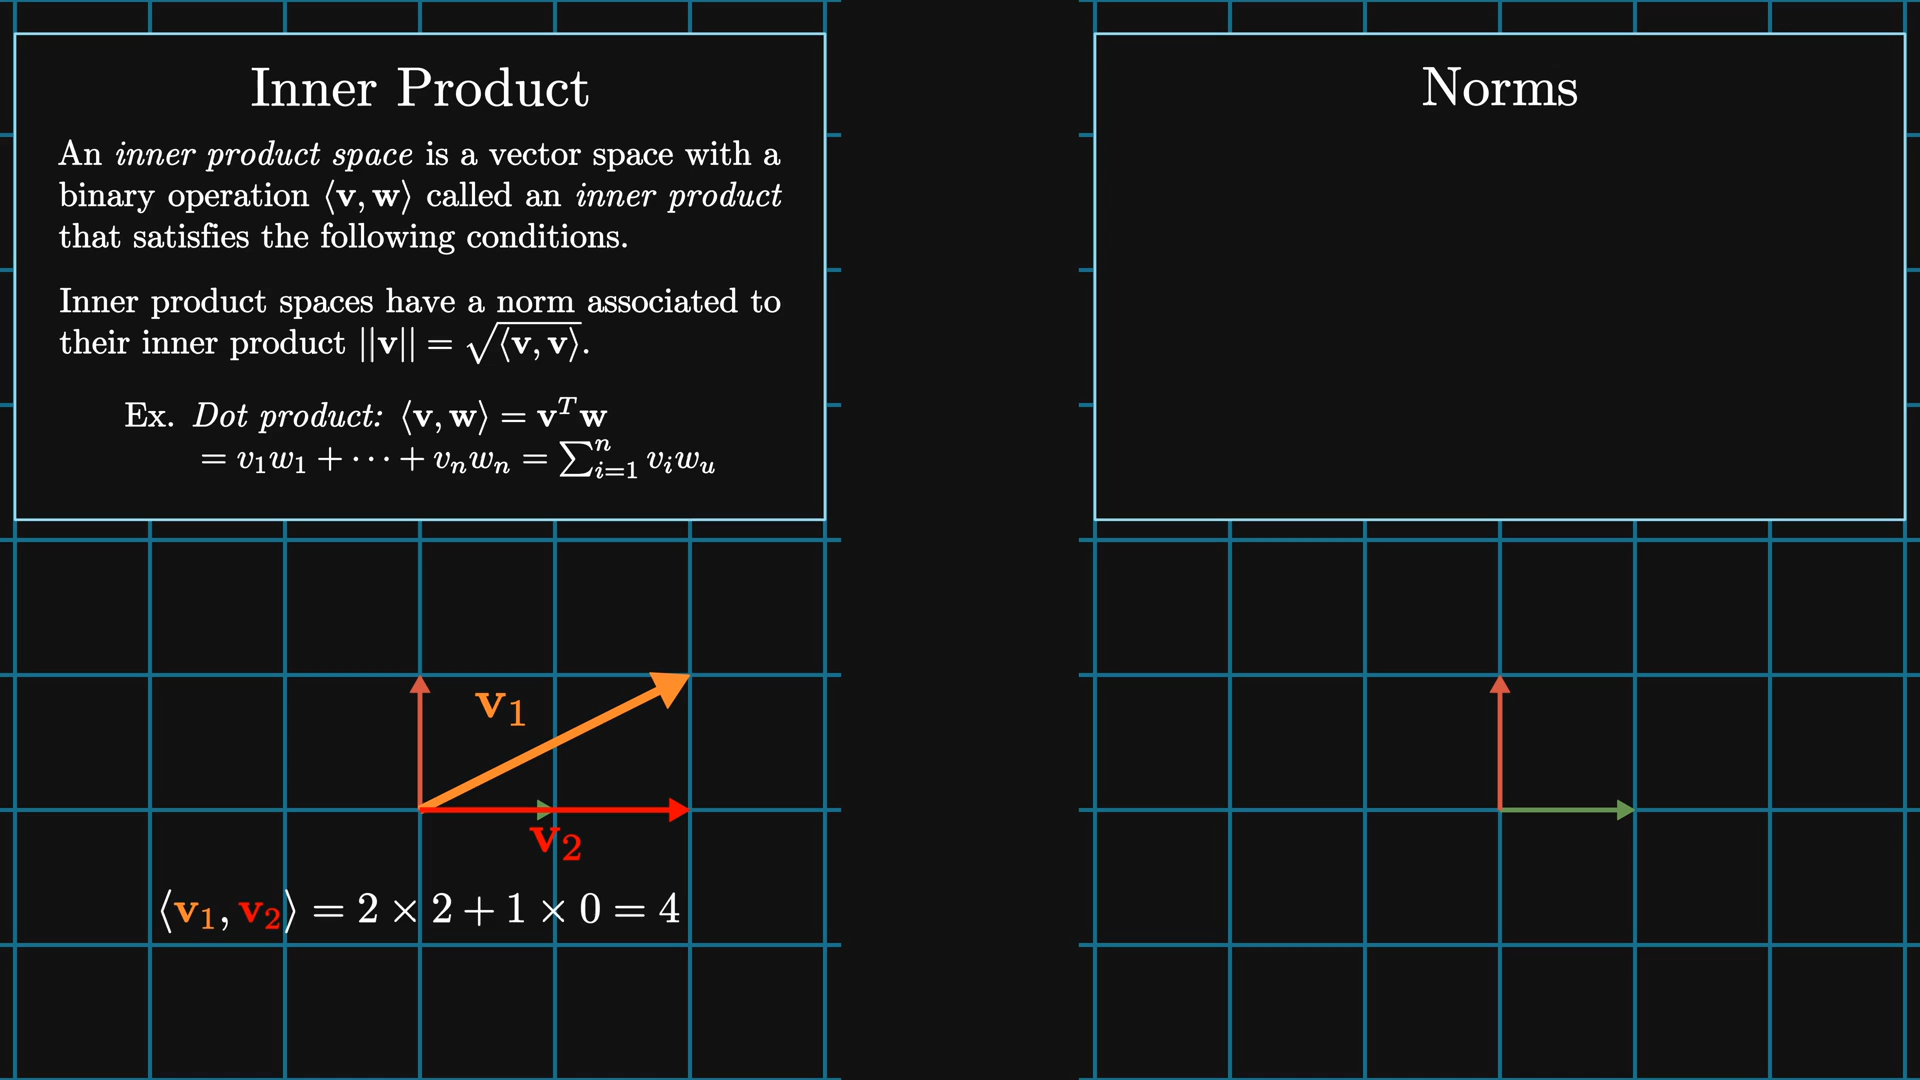 Inner Product
An inner product space is a vector space with a
binary operation ⟨v, w⟩ called an inner product
that satisfies the following conditions.
Inner product spaces have a norm associated to
their inner product ||v|| = √⟨v, v⟩.
Ex. Dot product: ⟨v, w⟩ = vᵀw
= v₁w₁ + ⋯ + vₙwₙ = ∑ⁿᵢ₌₁ vᵢwᵤ
v₁
v₂
⟨v₁, v₂⟩ = 2 × 2 + 1 × 0 = 4
Norms